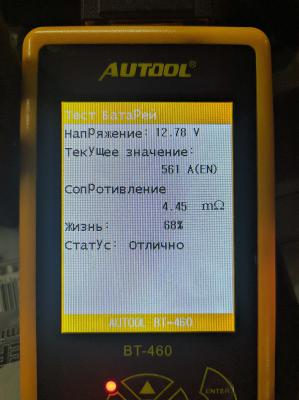 AUTOOL®
Тест БатаРей
НапРяжение: 12.78 V
ТекУщее значение:
561 A(EN)
СопРотивление
4.45 mΩ
Жизнь: 68%
СтатУс: Отлично
AUTOOL BT-460
BT-460
ENTER